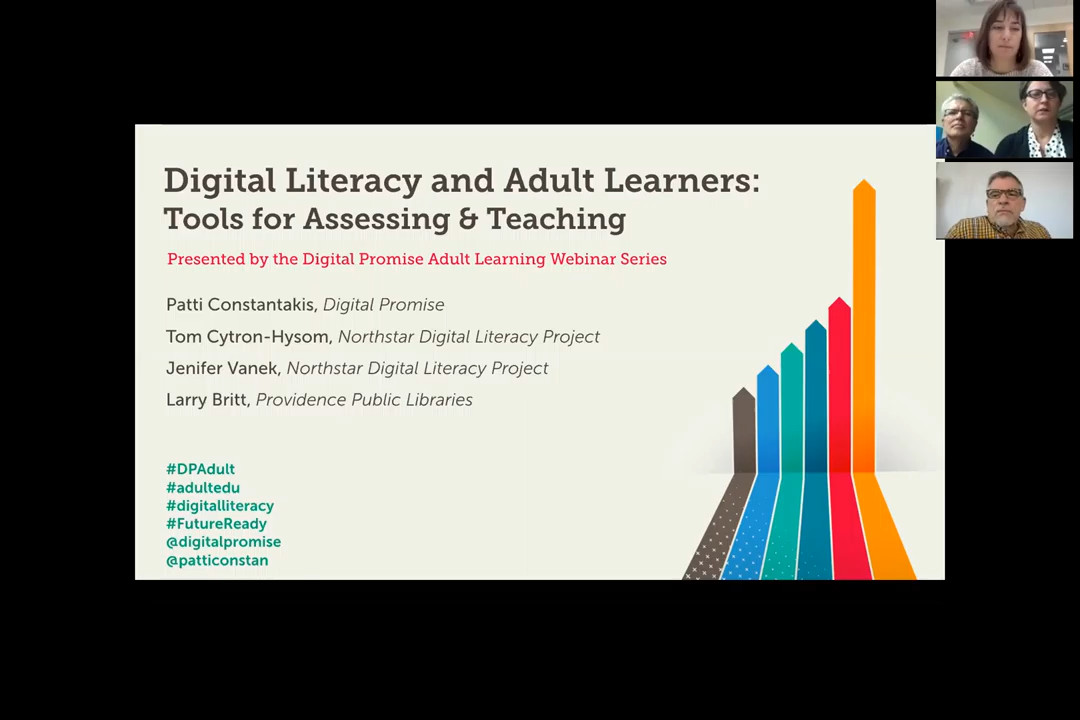 Digital Literacy and Adult Learners:
Tools for Assessing & Teaching
Presented by the Digital Promise Adult Learning Webinar Series
Patti Constantakis, Digital Promise
Tom Cytron-Hysom, Northstar Digital Literacy Project
Jenifer Vanek, Northstar Digital Literacy Project
Larry Britt, Providence Public Libraries
#DPAdult
#adultedu
#digitalliteracy
#FutureReady
@digitalpromise
@patticonstan